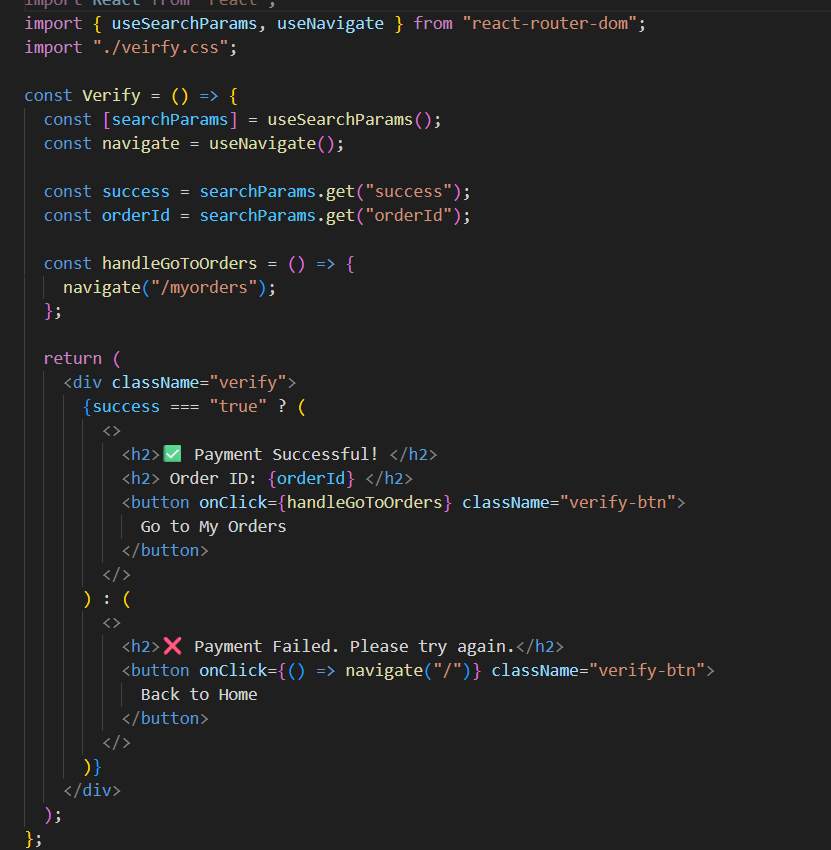 import React from "react";
import { useSearchParams, useNavigate } from "react-router-dom";
import "./veirfy.css";

const Verify = () => {
  const [searchParams] = useSearchParams();
  const navigate = useNavigate();

  const success = searchParams.get("success");
  const orderId = searchParams.get("orderId");

  const handleGoToOrders = () => {
    navigate("/myorders");
  };

  return (
    <div className="verify">
      {success === "true" ? (
        <>
          <h2>✅ Payment Successful! </h2>
          <h2> Order ID: {orderId} </h2>
          <button onClick={handleGoToOrders} className="verify-btn">
            Go to My Orders
          </button>
        </>
      ) : (
        <>
          <h2>❌ Payment Failed. Please try again.</h2>
          <button onClick={() => navigate("/")} className="verify-btn">
            Back to Home
          </button>
        </>
      )}
    </div>
  );
};